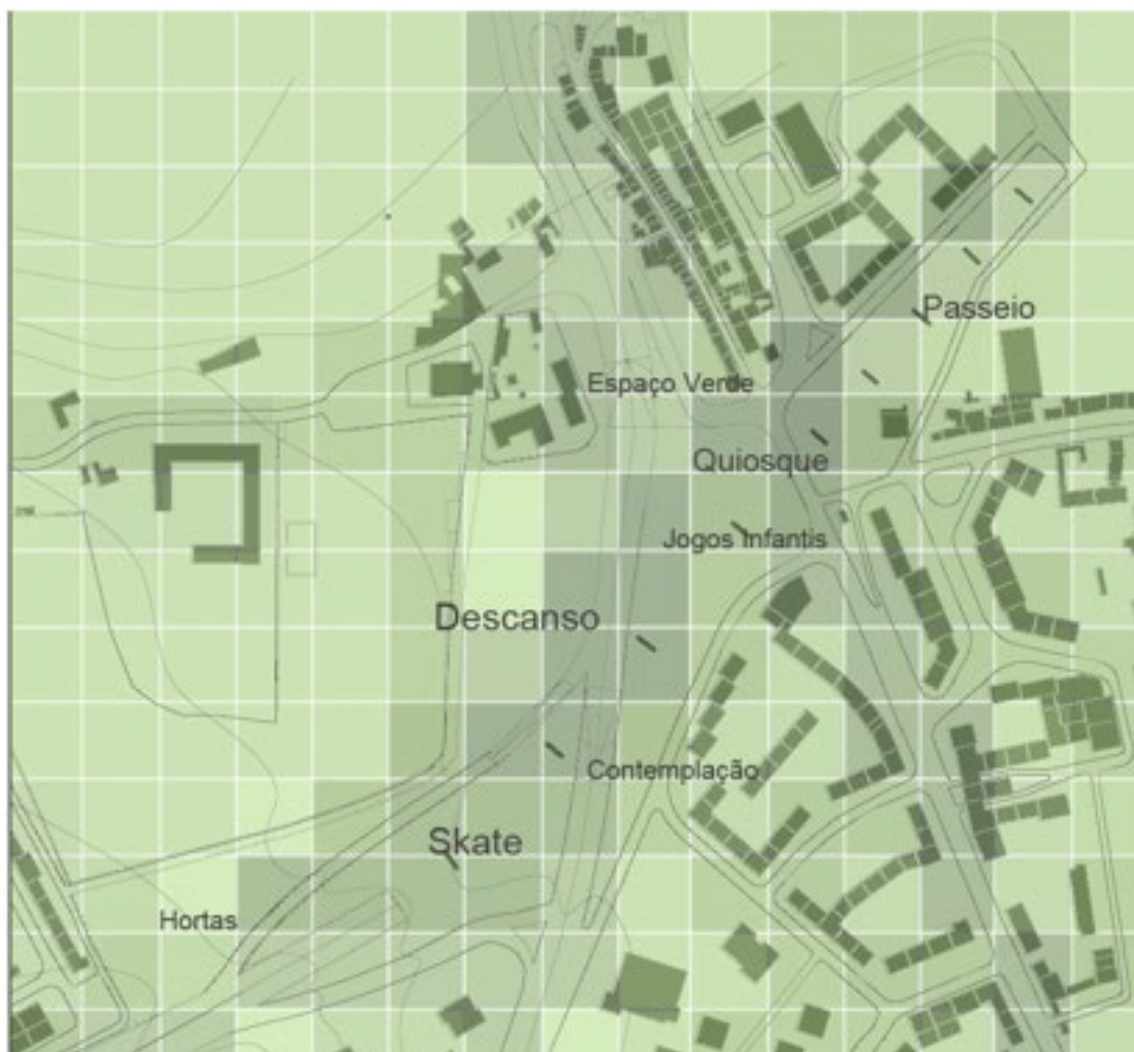 Passeio
Espaço Verde
Quiosque
Jogos Infantis
Descanso
Contemplação
Skate
Hortas